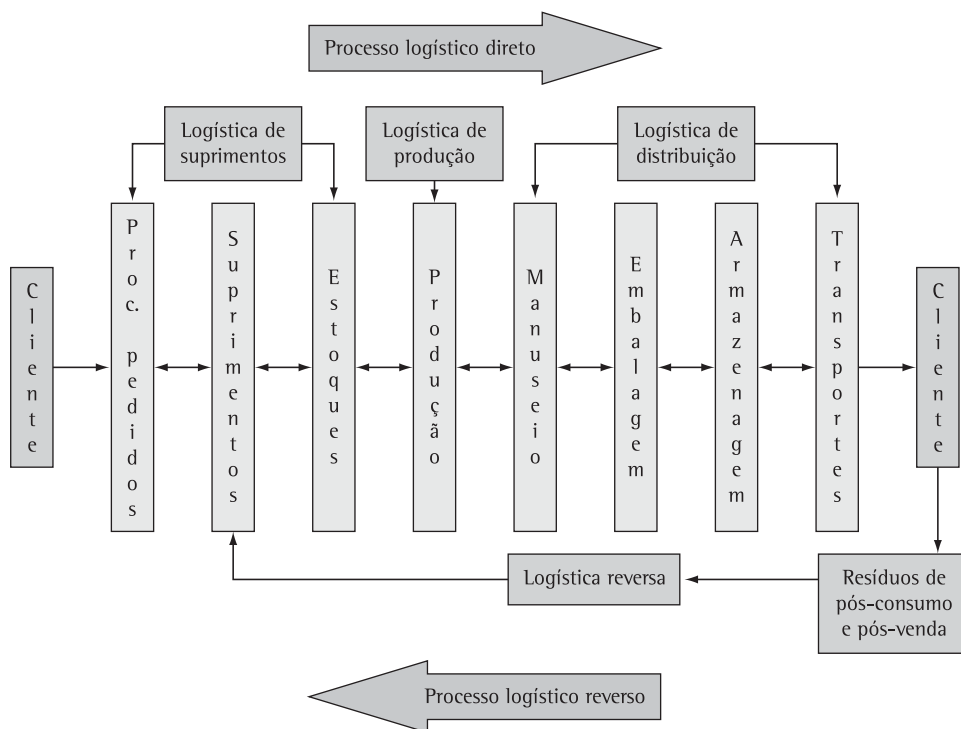 Processo logístico direto
Logística de
suprimentos
Logística de
produção
Logística de
distribuição
Cliente
Proc. pedidos
Suprimentos
Estoques
Produção
Manuseio
Embalagem
Armazenagem
Transportes
Cliente
Logística reversa
Resíduos de
pós-consumo
e pós-venda
Processo logístico reverso